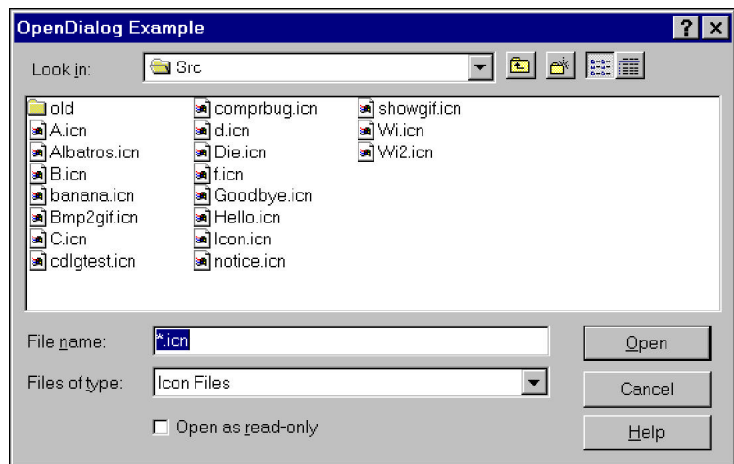 OpenDialog Example
Look in: Src
old comprbug.icn showgif.icn
A.icn d.icn Wi.icn
Albatros.icn Die.icn Wi2.icn
B.icn f.icn
banana.icn Goodbye.icn
Bmp2gif.icn Hello.icn
C.icn Icon.icn
cdlgtest.icn notice.icn
File name: *.icn Open
Files of type: Icon Files Cancel
Open as read-only Help